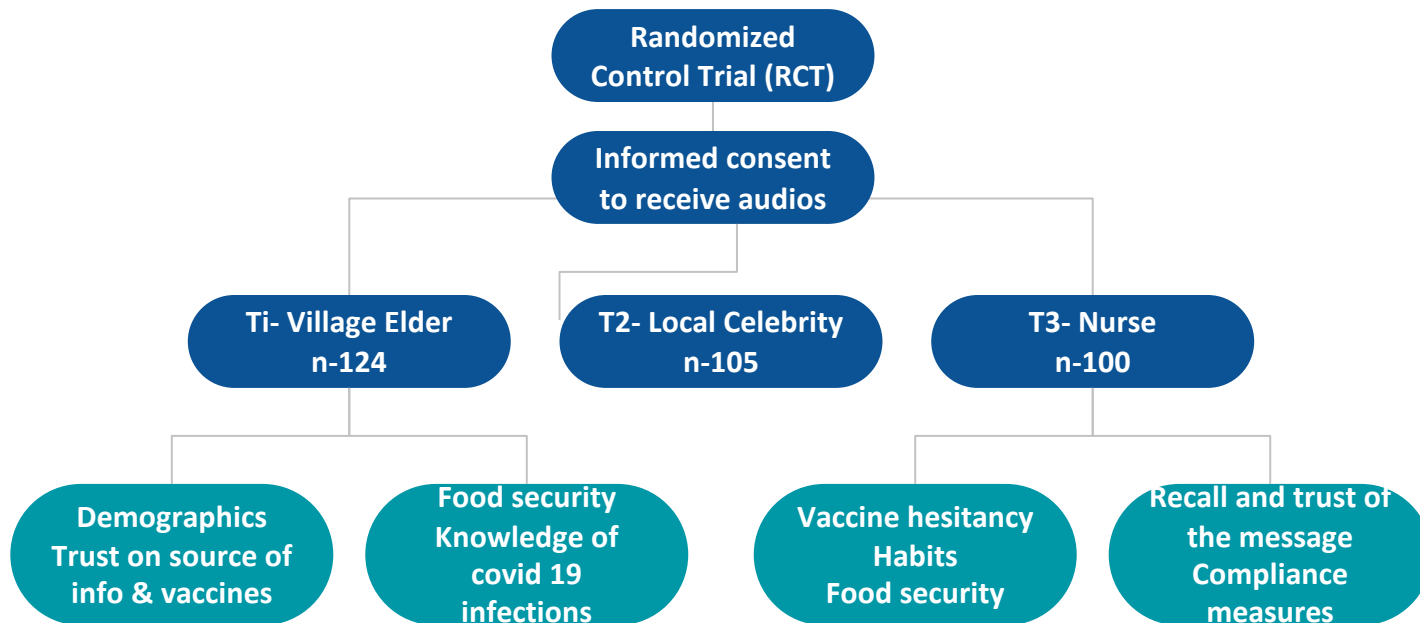 Randomized
Control Trial (RCT)
Informed consent
to receive audios
Ti- Village Elder
n-124
T2- Local Celebrity
n-105
T3- Nurse
n-100
Demographics
Trust on source of
info & vaccines
Food security
Knowledge of
covid 19
infections
Vaccine hesitancy
Habits
Food security
Recall and trust of
the message
Compliance
measures